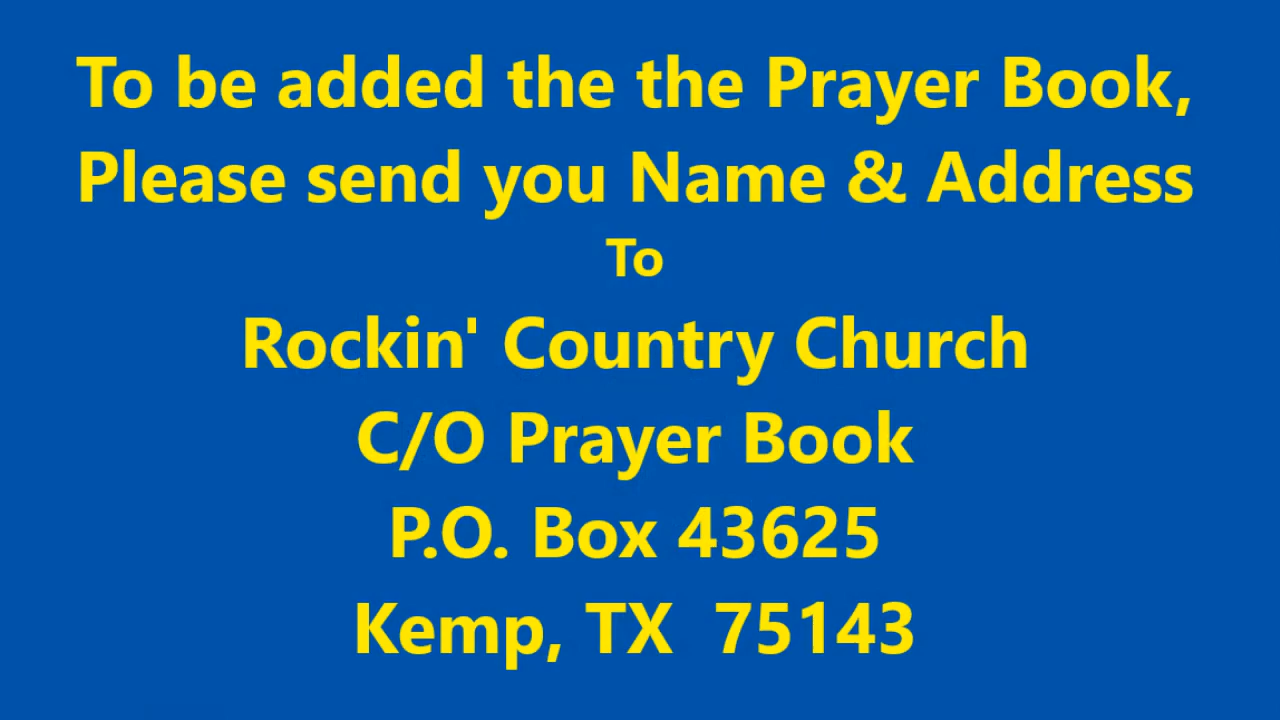 To be added the the Prayer Book,
Please send you Name & Address
To
Rockin' Country Church
C/O Prayer Book
P.O. Box 43625
Kemp, TX  75143